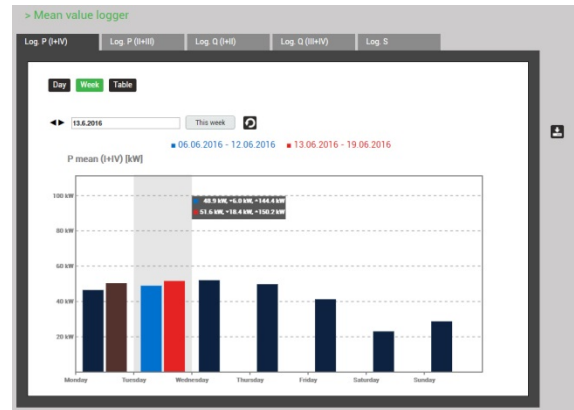 > Mean value logger
Log. P (I+IV) Log. P (II+III) Log. Q (I+II) Log. Q (III+IV) Log. S
Day Week Table
13.6.2016 This week
06.06.2016 - 12.06.2016 13.06.2016 - 19.06.2016
P mean (I+IV) [kW]
100 kW
48.9 kW, +6.0 kW, +144.4 kW
51.6 kW, +18.4 kW, +150.2 kW
80 kW
60 kW
40 kW
20 kW
Monday Tuesday Wednesday Thursday Friday Saturday Sunday